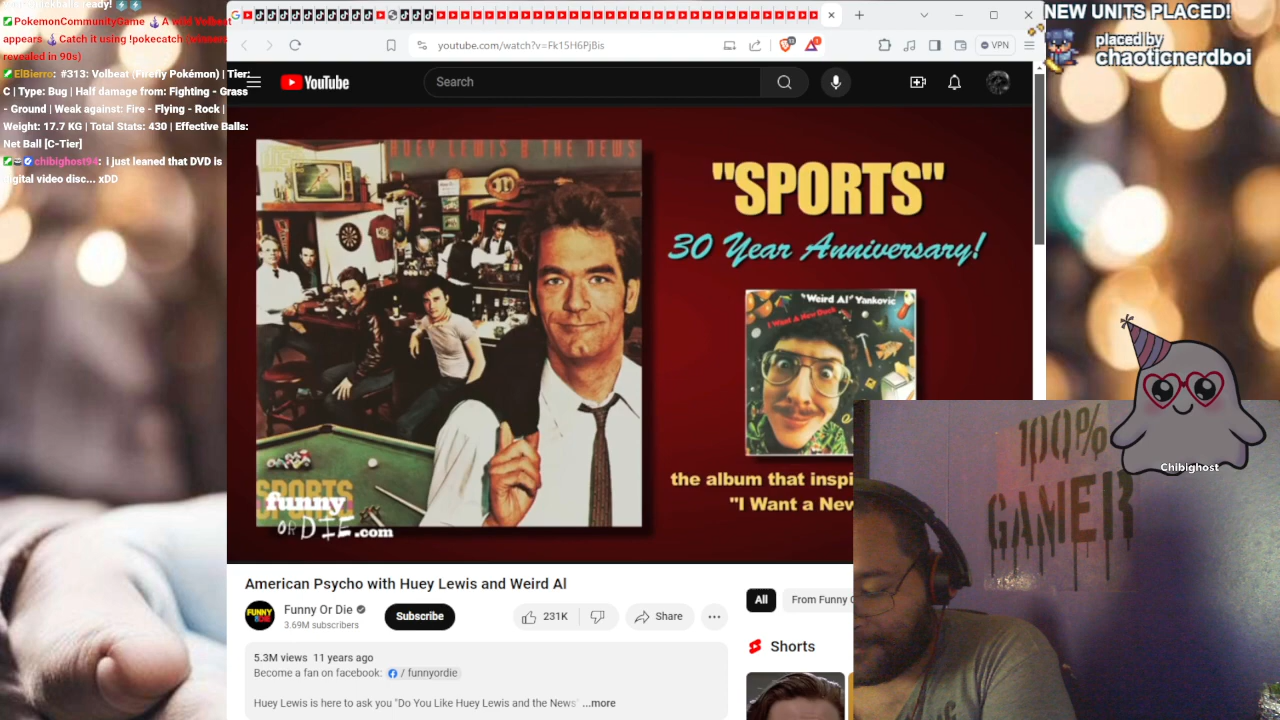 PokemonCommunityGame A wild Volbeat
appears Catch it using !pokecatch (winners
revealed in 90s)
ElBierro: #313: Volbeat (Firefly Pokémon) | Tier:
C | Type: Bug | Half damage from: Fighting - Grass
- Ground | Weak against: Fire - Flying - Rock |
Weight: 17.7 KG | Total Stats: 430 | Effective Balls:
Net Ball [C-Tier]
chibighost94: i just leaned that DVD is
digital video disc... xDD
youtube.com/watch?v=Fk15H6PjBis
VPN
NEW UNITS PLACED!
placed by
chaoticnerdboi
YouTube
Search
HUEY LEWIS & THE NEWS
"SPORTS"
30 Year Anniversary!
"Weird Al" Yankovic
I Want A New Duck
the album that inspi
"I Want a New
SPORTS
funny
OR DIE.com
100%
GAMER
Chibighost
American Psycho with Huey Lewis and Weird Al
FUNNY OR DIE
Funny Or Die
3.69M subscribers
Subscribe
231K
Share
All
From Funny
Shorts
5.3M views 11 years ago
Become a fan on facebook: / funnyordie
Huey Lewis is here to ask you "Do You Like Huey Lewis and the News" ...more